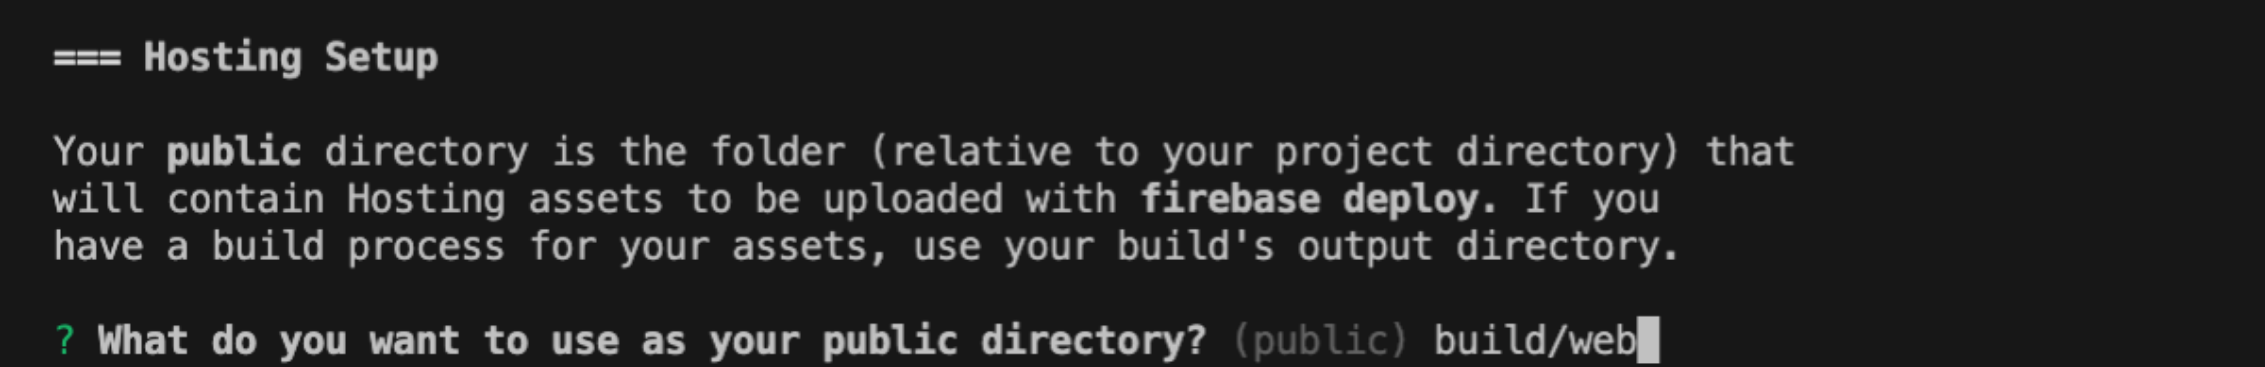 === Hosting Setup
Your public directory is the folder (relative to your project directory) that
will contain Hosting assets to be uploaded with firebase deploy. If you
have a build process for your assets, use your build's output directory.
? What do you want to use as your public directory? (public) build/web